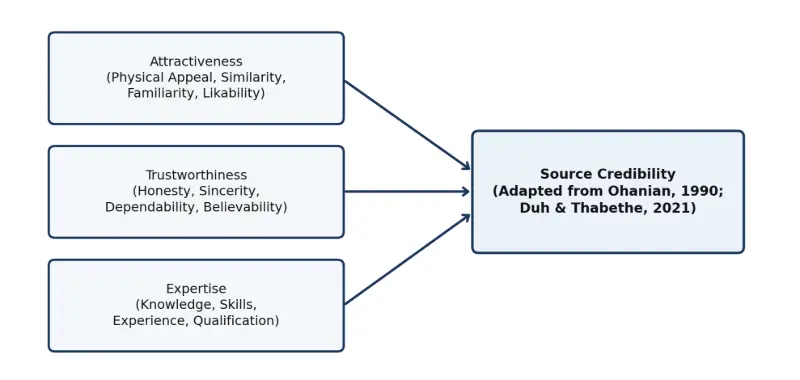 Attractiveness
(Physical Appeal, Similarity,
Familiarity, Likability)
Trustworthiness
(Honesty, Sincerity,
Dependability, Believability)
Expertise
(Knowledge, Skills,
Experience, Qualification)
Source Credibility
(Adapted from Ohanian, 1990;
Duh & Thabethe, 2021)